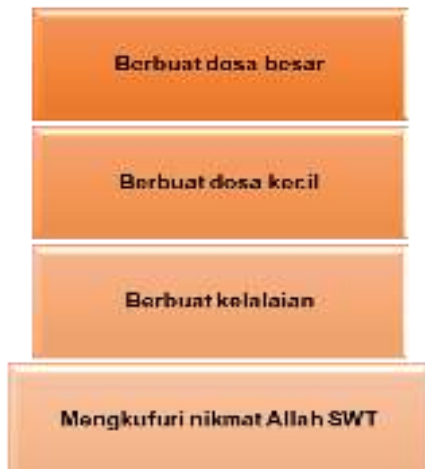 Berbuat dosa besar
Berbuat dosa kecil
Berbuat kelalaian
Mengkufuri nikmat Allah SWT